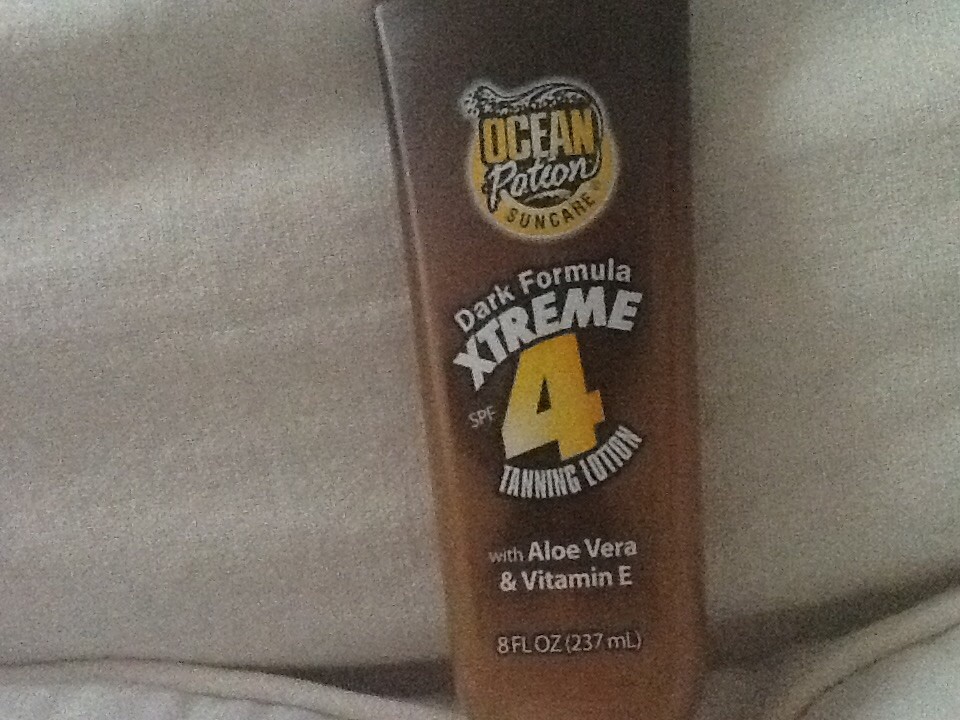 OCEAN
Potion
SUNCARE
Dark Formula
XTREME
SPF 4
TANNING LOTION
with Aloe Vera
& Vitamin E
8 FL OZ (237 mL)